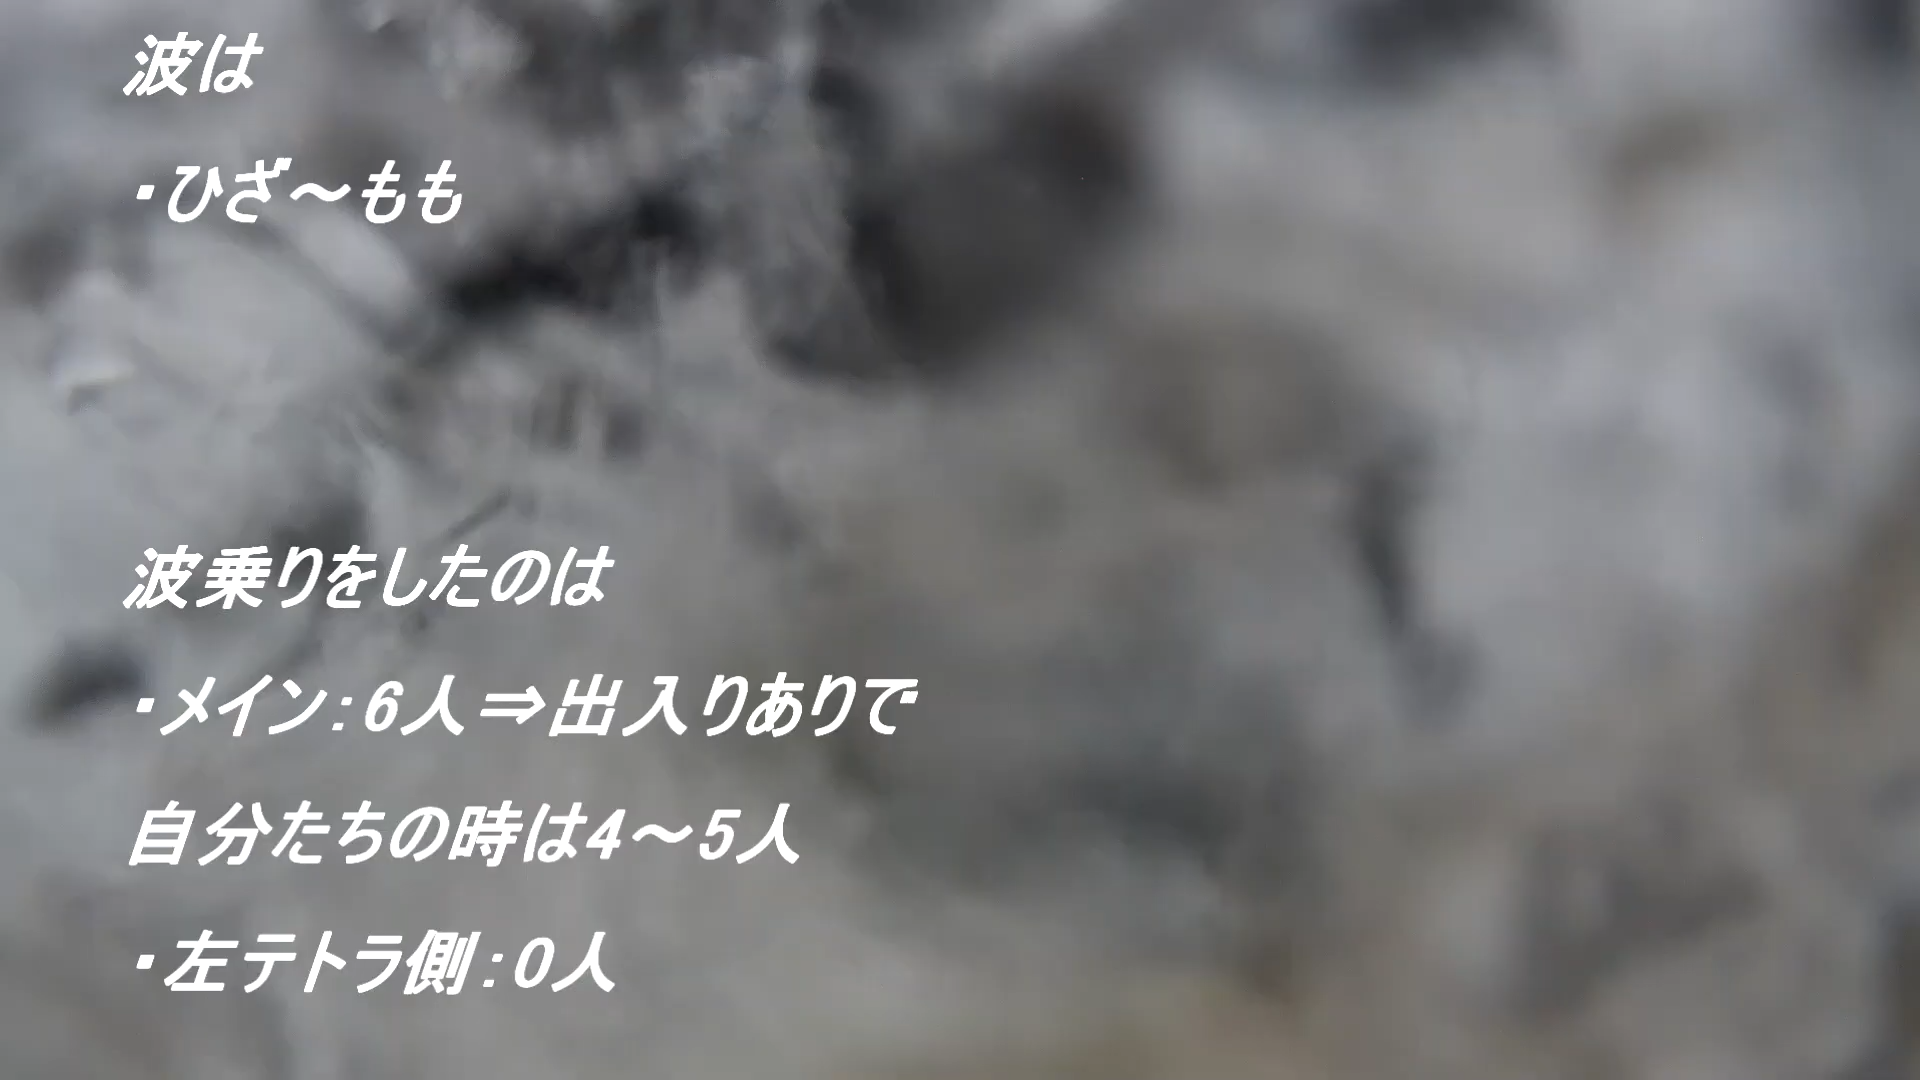 波は
・ひざ～もも
波乗りをしたのは
・メイン：6人⇒出入りありで
自分たちの時は4～5人
・左テトラ側：0人